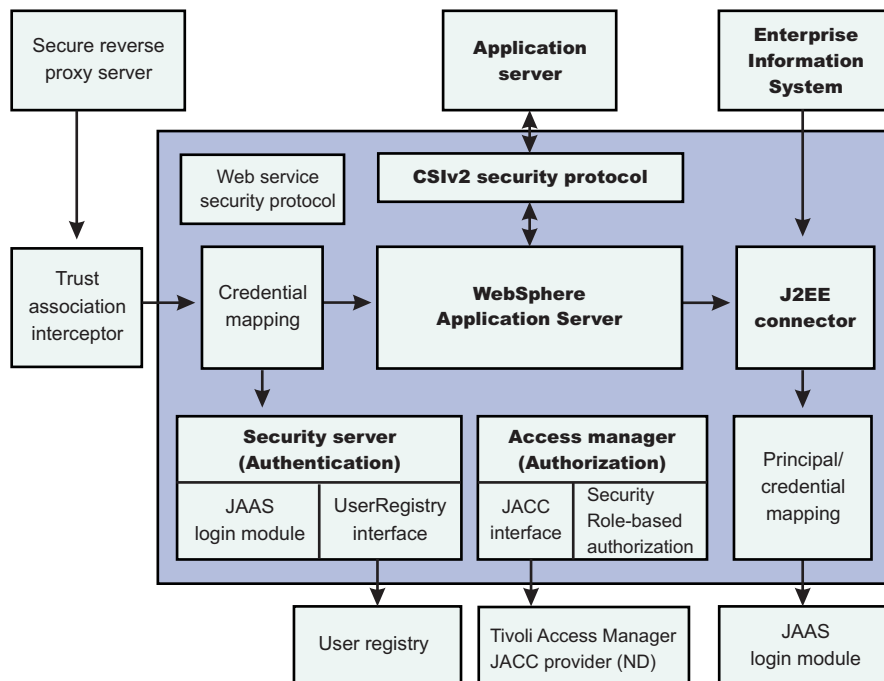 Secure reverse
proxy server
Application
server
Enterprise
Information
System
Web service
security protocol
CSIv2 security protocol
Trust
association
interceptor
Credential
mapping
WebSphere
Application Server
J2EE
connector
Security server
(Authentication)
JAAS
login module
UserRegistry
interface
Access manager
(Authorization)
JACC
interface
Security
Role-based
authorization
Principal/
credential
mapping
User registry
Tivoli Access Manager
JACC provider (ND)
JAAS
login module